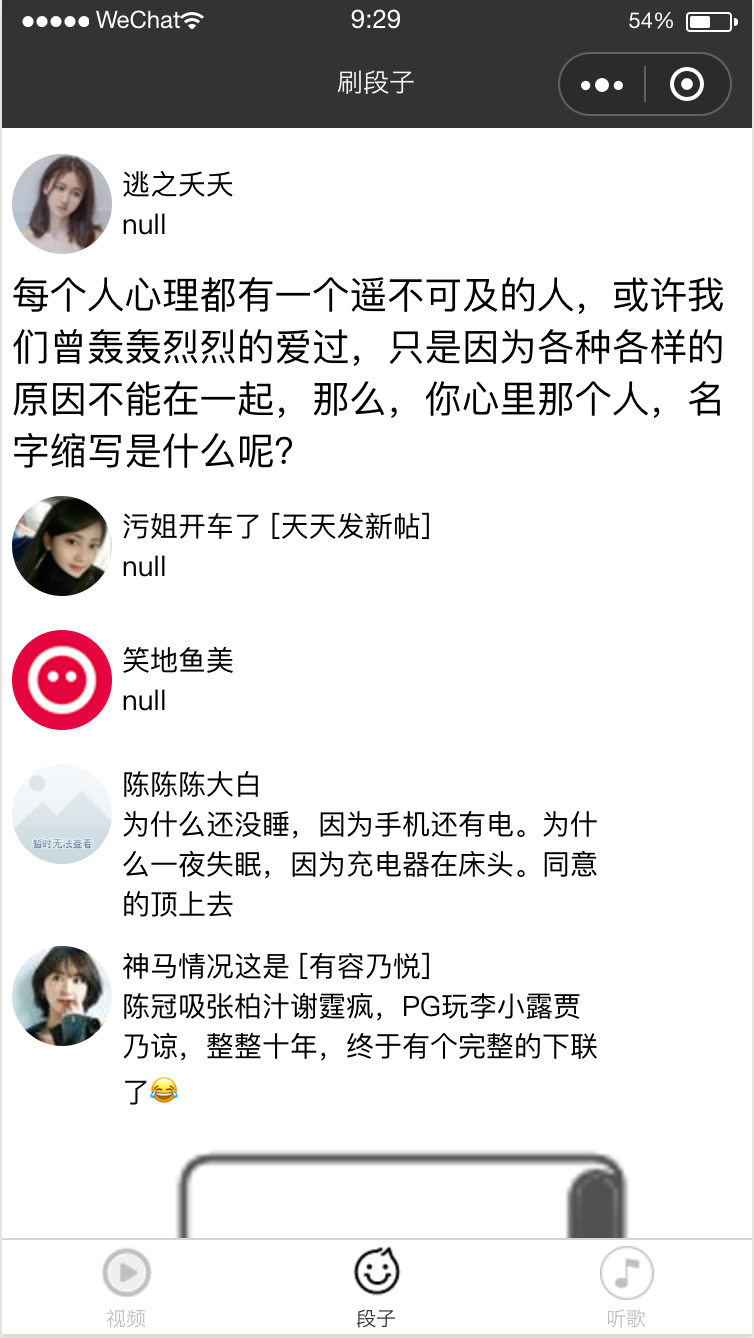 WeChat 9:29 54%
刷段子
逃之夭夭
null
每个人心理都有一个遥不可及的人，或许我
们曾轰轰烈烈的爱过，只是因为各种各样的
原因不能在一起，那么，你心里那个人，名
字缩写是什么呢？
污姐开车了 [天天发新帖]
null
笑地鱼美
null
陈陈陈大白
暂时无法查看
为什么还没睡，因为手机还有电。为什
么一夜失眠，因为充电器在床头。同意
的顶上去
神马情况这是 [有容乃悦]
陈冠吸张柏汁谢霆疯，PG玩李小露贾
乃谅，整整十年，终于有个完整的下联
了😂
视频 段子 听歌